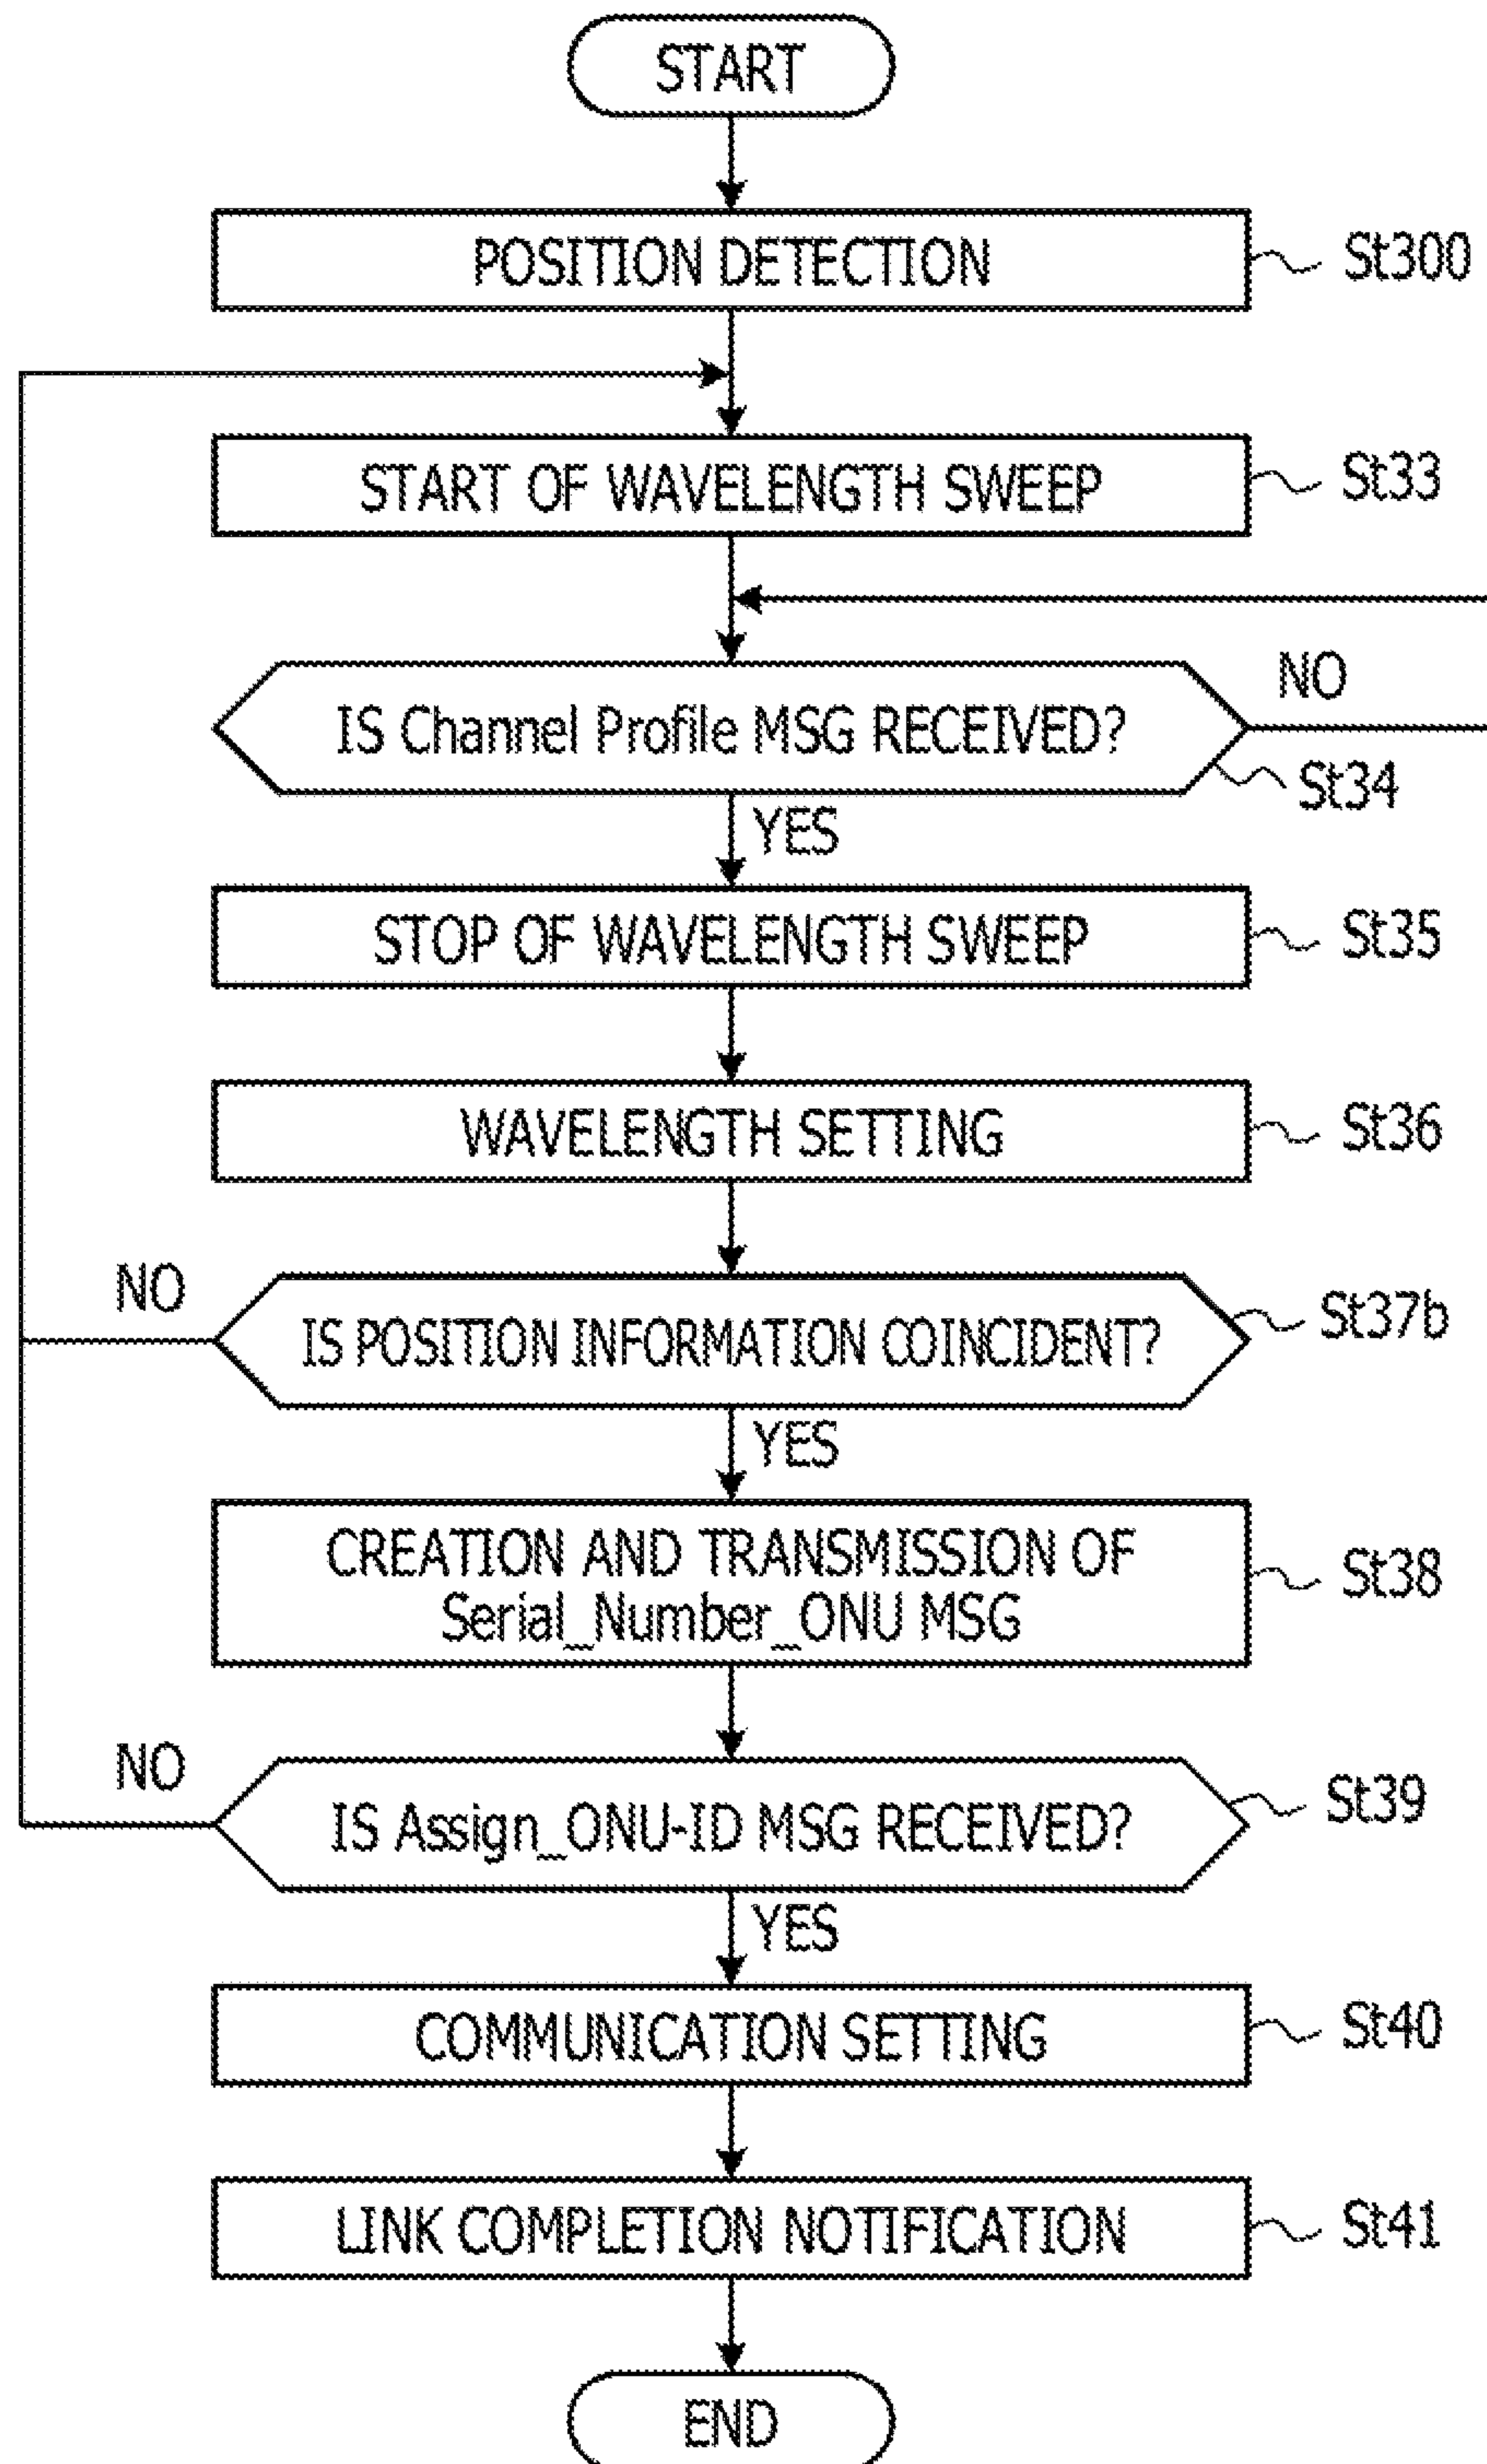 START
POSITION DETECTION
St300
START OF WAVELENGTH SWEEP
St33
NO
IS Channel Profile MSG RECEIVED?
St34
YES
STOP OF WAVELENGTH SWEEP
St35
WAVELENGTH SETTING
St36
NO
IS POSITION INFORMATION COINCIDENT?
St37b
YES
CREATION AND TRANSMISSION OF
Serial_Number_ONU MSG
St38
NO
IS Assign_ONU-ID MSG RECEIVED?
St39
YES
COMMUNICATION SETTING
St40
LINK COMPLETION NOTIFICATION
St41
END